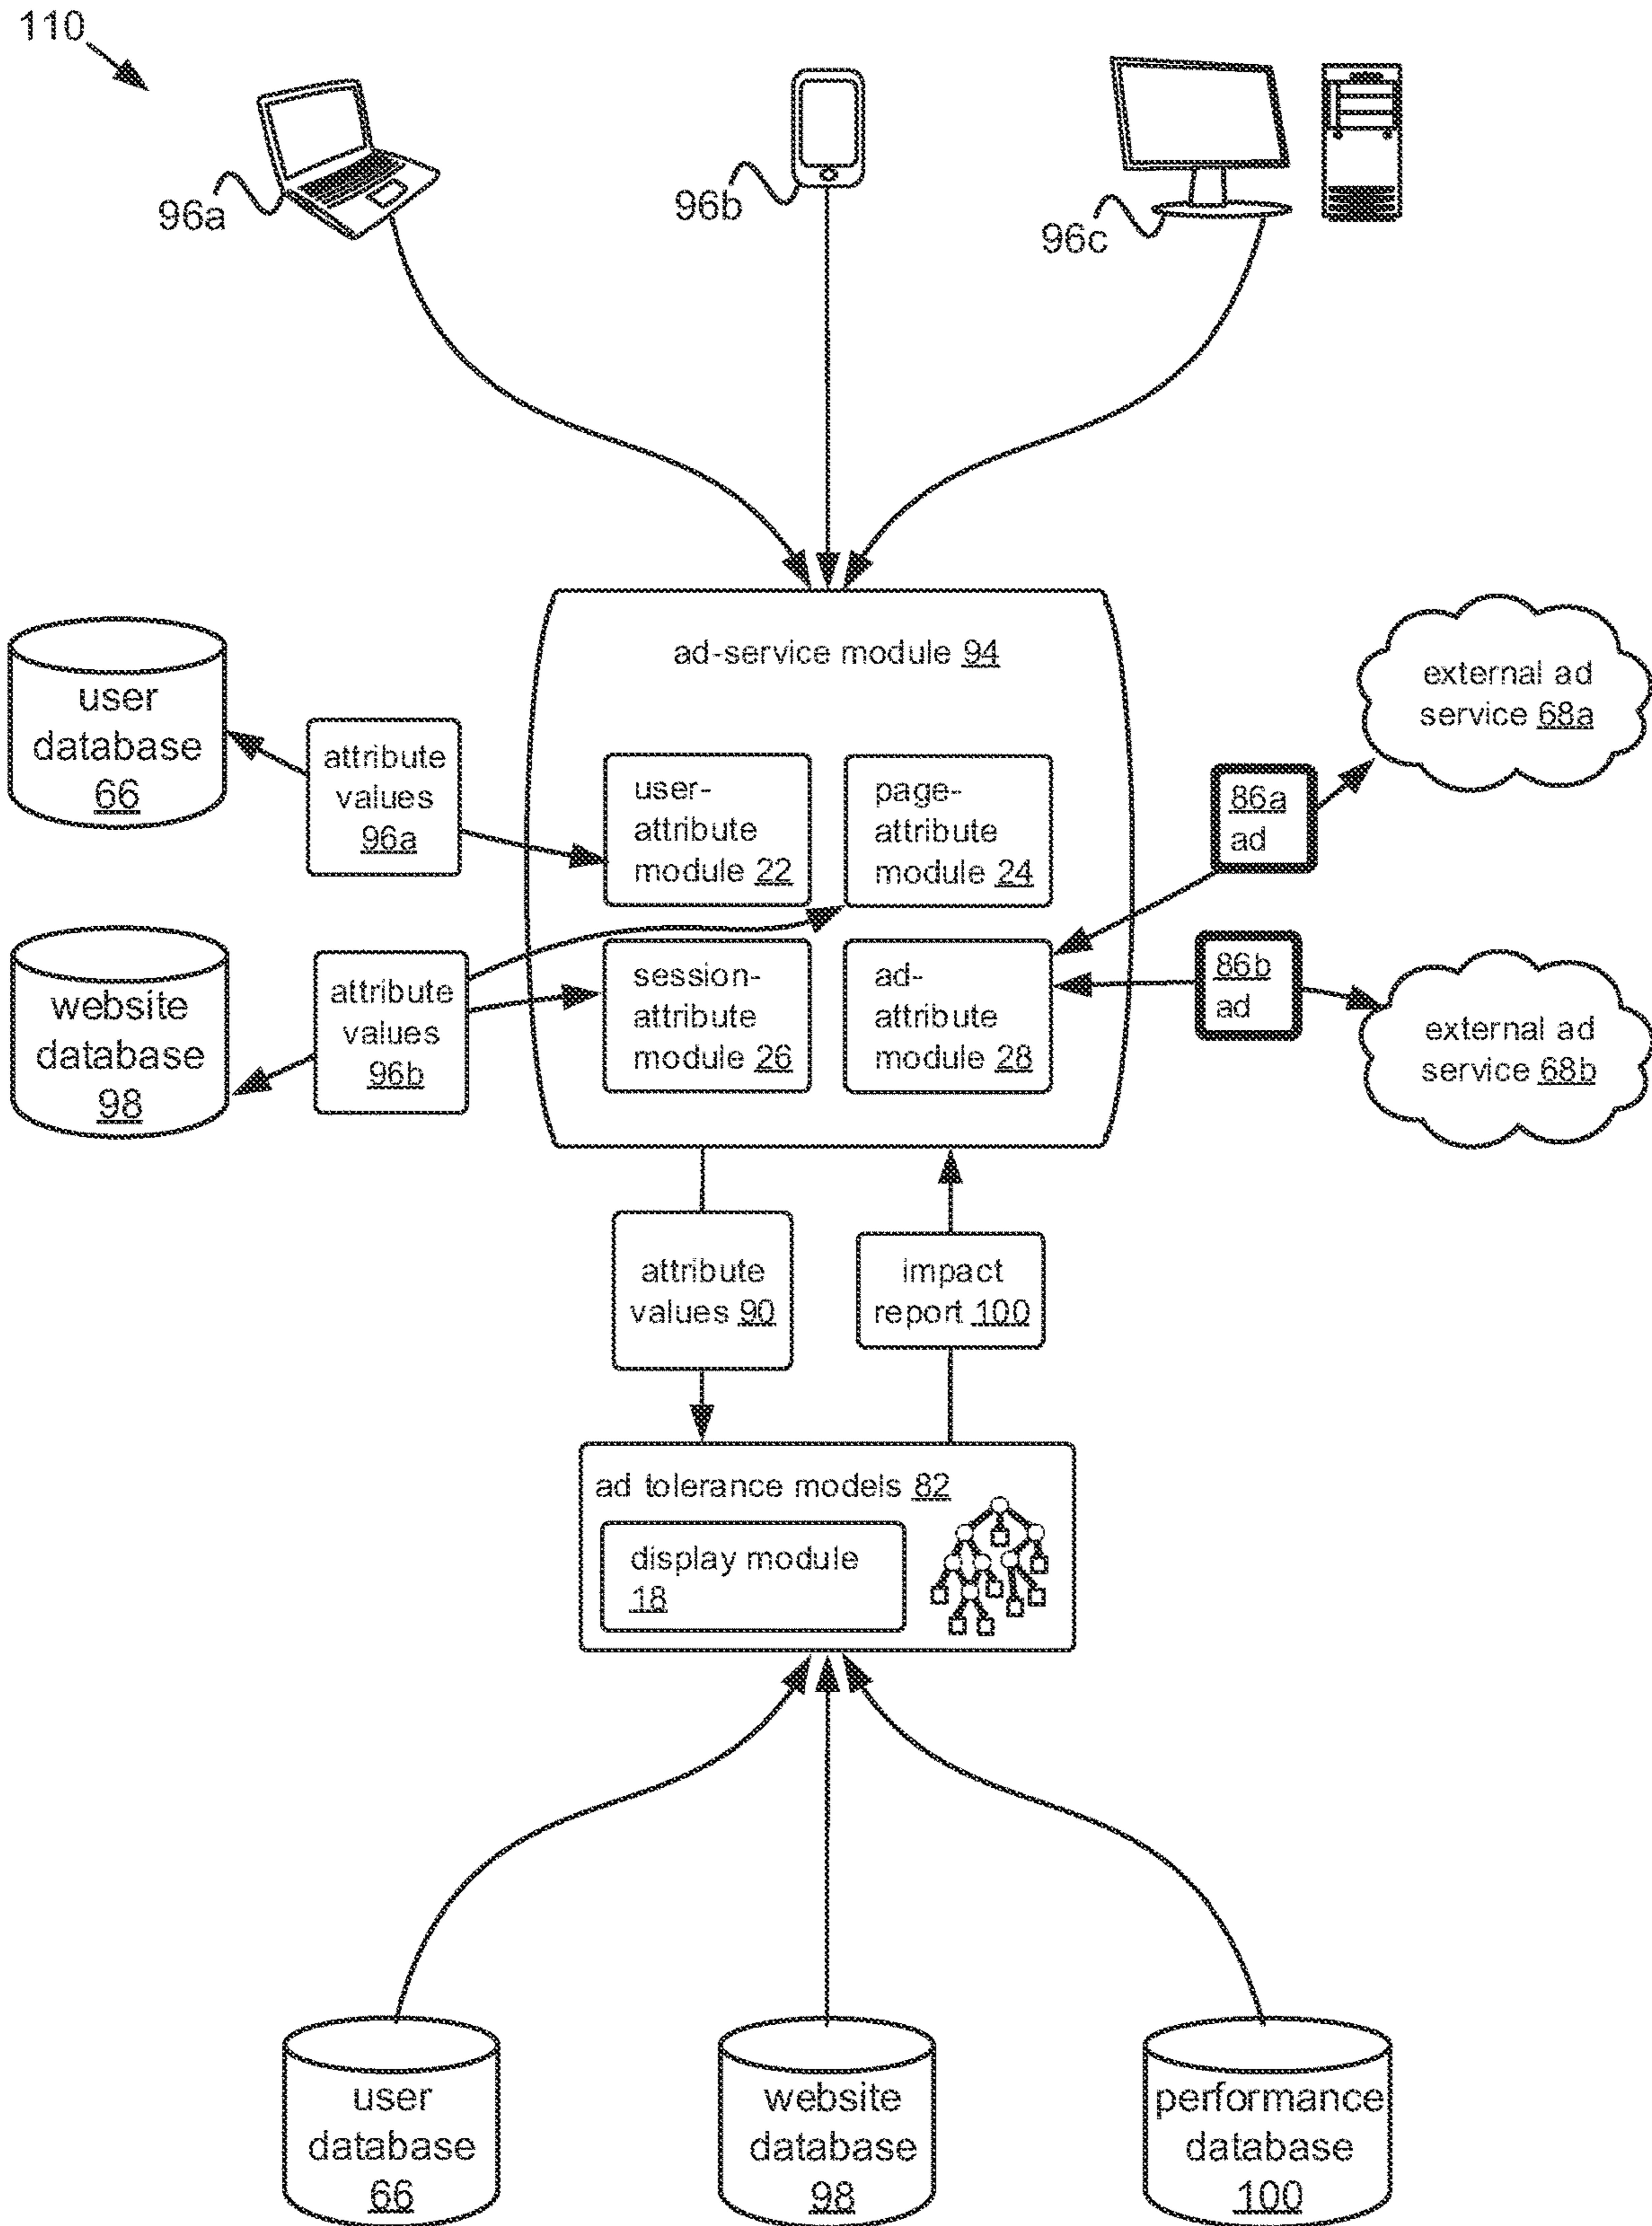 110
96a
96b
96c
ad-service module 94
user
database
66
attribute
values
96a
user-
attribute
module 22
page-
attribute
module 24
86a
ad
external ad
service 68a
website
database
98
attribute
values
96b
session-
attribute
module 26
ad-
attribute
module 28
86b
ad
external ad
service 68b
attribute
values 90
impact
report 100
ad tolerance models 82
display module
18
user
database
66
website
database
98
performance
database
100